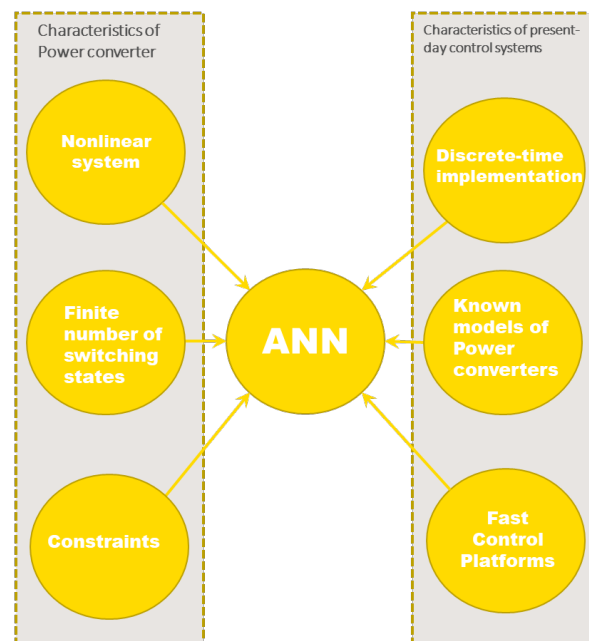 Characteristics of
Power converter
Nonlinear
system
Finite
number of
switching
states
Constraints
ANN
Characteristics of present-
day control systems
Discrete-time
implementation
Known
models of
Power
converters
Fast
Control
Platforms